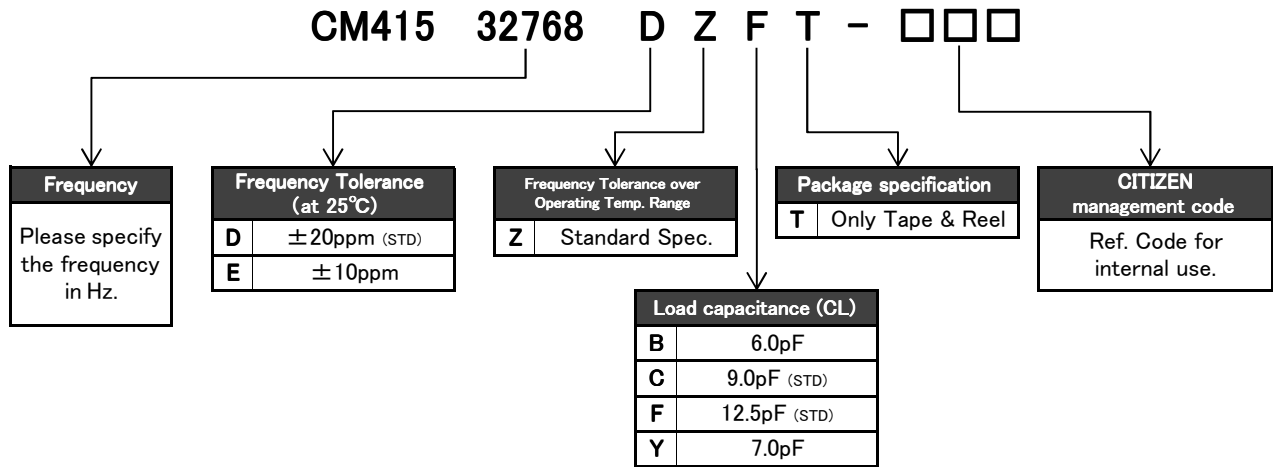 CM415 32768 D Z F T - □□□
Frequency
Please specify
the frequency
in Hz.
Frequency Tolerance
(at 25℃)
D ±20ppm (STD)
E ±10ppm
Frequency Tolerance over
Operating Temp. Range
Z Standard Spec.
Package specification
T Only Tape & Reel
CITIZEN
management code
Ref. Code for
internal use.
Load capacitance (CL)
B 6.0pF
C 9.0pF (STD)
F 12.5pF (STD)
Y 7.0pF